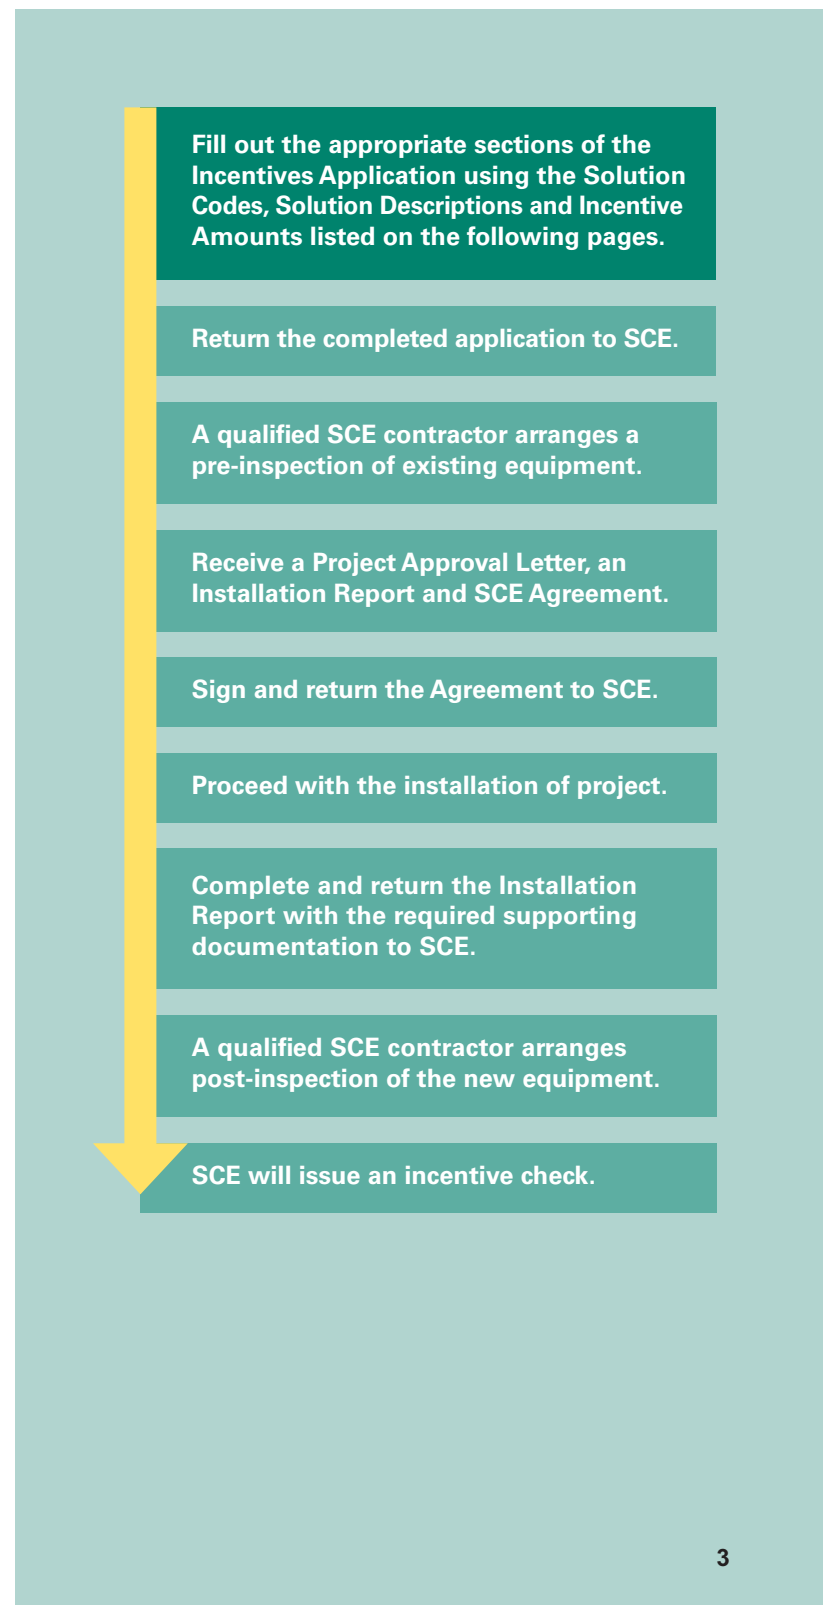 Fill out the appropriate sections of the
Incentives Application using the Solution
Codes, Solution Descriptions and Incentive
Amounts listed on the following pages.
Return the completed application to SCE.
A qualified SCE contractor arranges a
pre-inspection of existing equipment.
Receive a Project Approval Letter, an
Installation Report and SCE Agreement.
Sign and return the Agreement to SCE.
Proceed with the installation of project.
Complete and return the Installation
Report with the required supporting
documentation to SCE.
A qualified SCE contractor arranges
post-inspection of the new equipment.
SCE will issue an incentive check.
3